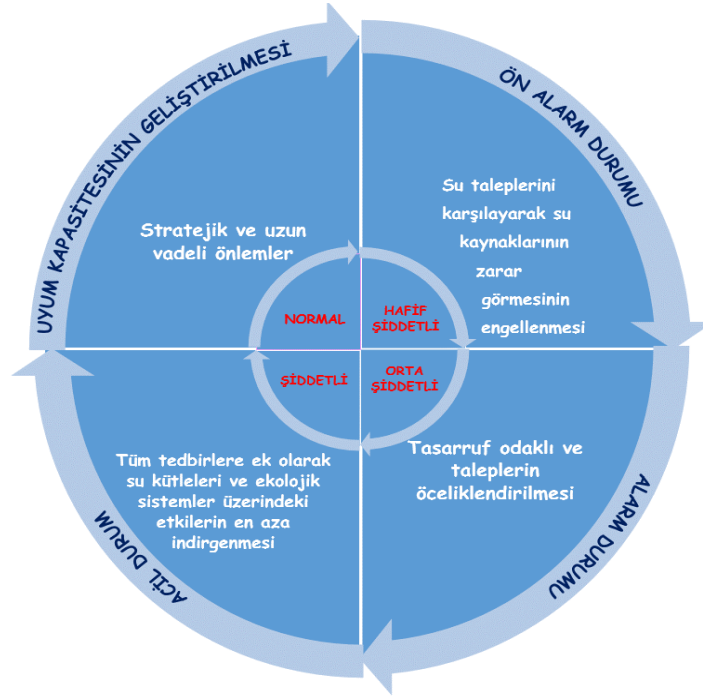 UYUM KAPASİTESİNİN GELİŞTİRİLMESİ
Stratejik ve uzun
vadeli önlemler
NORMAL
ÖN ALARM DURUMU
Su taleplerini
karşılayarak su
kaynaklarının
zarar
görmesinin
engellenmesi
HAFİF
ŞİDDETLİ
ALARM DURUMU
Tasarruf odaklı ve
taleplerin
öceliklendirilmesi
ORTA
ŞİDDETLİ
ACİL DURUM
Tüm tedbirlere ek olarak
su kütleleri ve ekolojik
sistemler üzerindeki
etkilerin en aza
indirgenmesi
ŞİDDETLİ